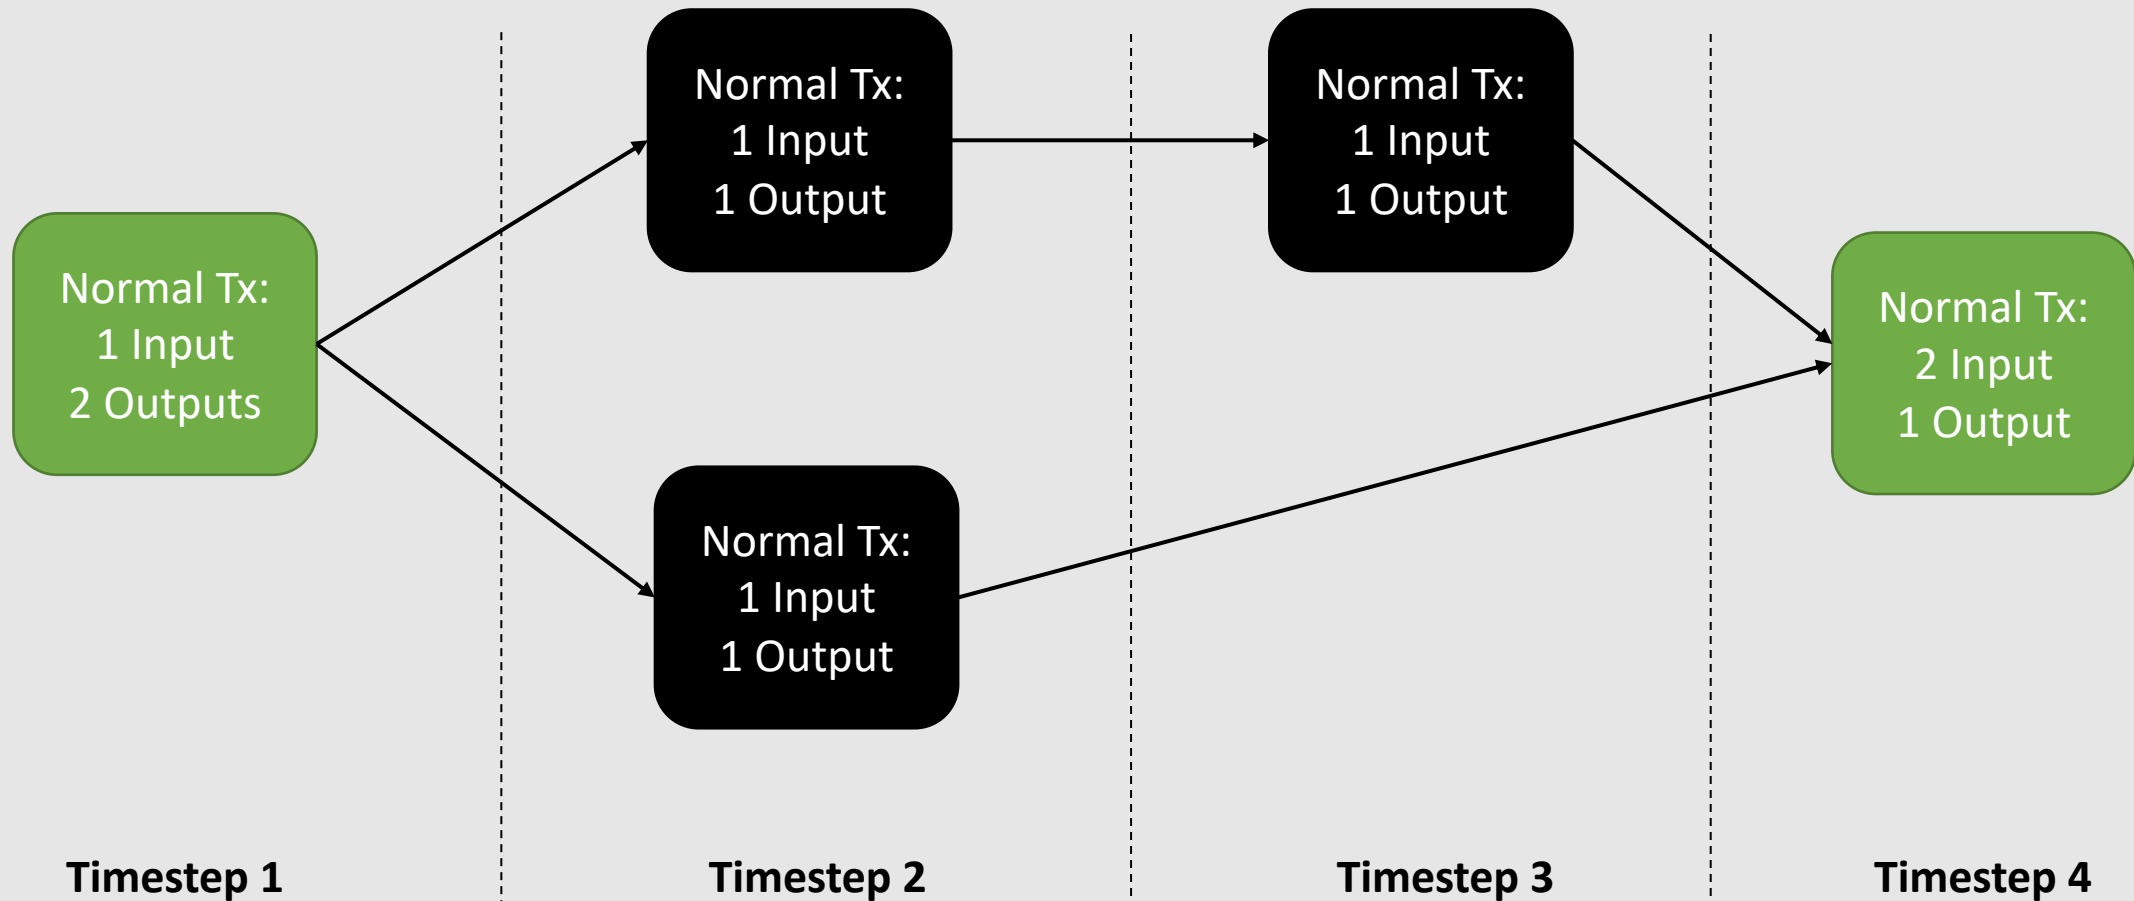 Normal Tx:
1 Input
2 Outputs
Normal Tx:
1 Input
1 Output
Normal Tx:
1 Input
1 Output
Normal Tx:
1 Input
1 Output
Normal Tx:
2 Input
1 Output
Timestep 1
Timestep 2
Timestep 3
Timestep 4